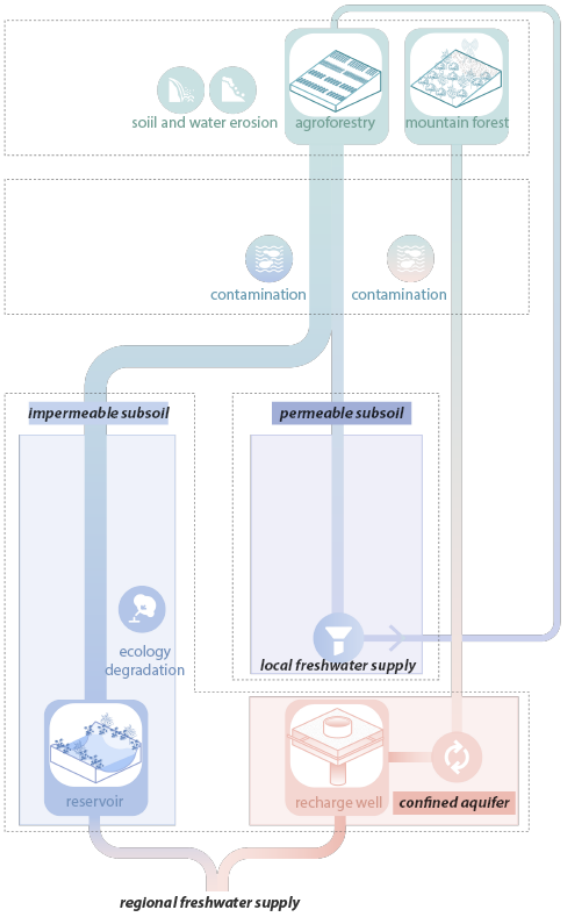 soiil and water erosion
agroforestry
mountain forest
contamination
contamination
impermeable subsoil
permeable subsoil
ecology
degradation
local freshwater supply
reservoir
recharge well
confined aquifer
regional freshwater supply